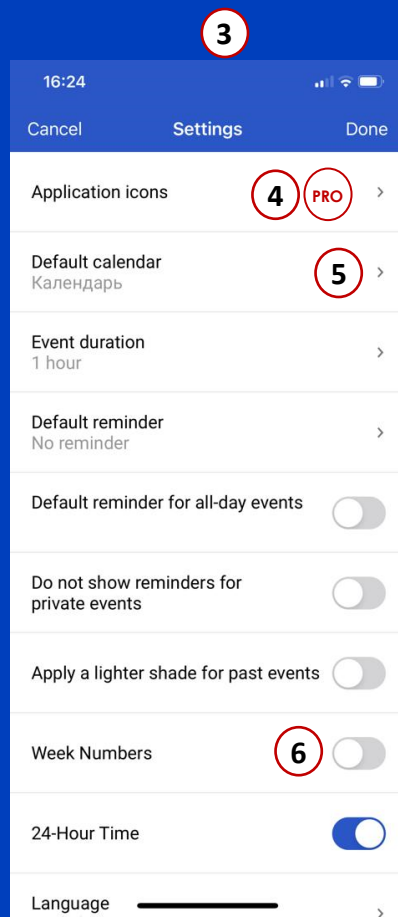 3
16:24
Cancel Settings Done
Application icons 4 PRO
Default calendar
Календарь
5
Event duration
1 hour
Default reminder
No reminder
Default reminder for all-day events
Do not show reminders for
private events
Apply a lighter shade for past events
Week Numbers 6
24-Hour Time
Language